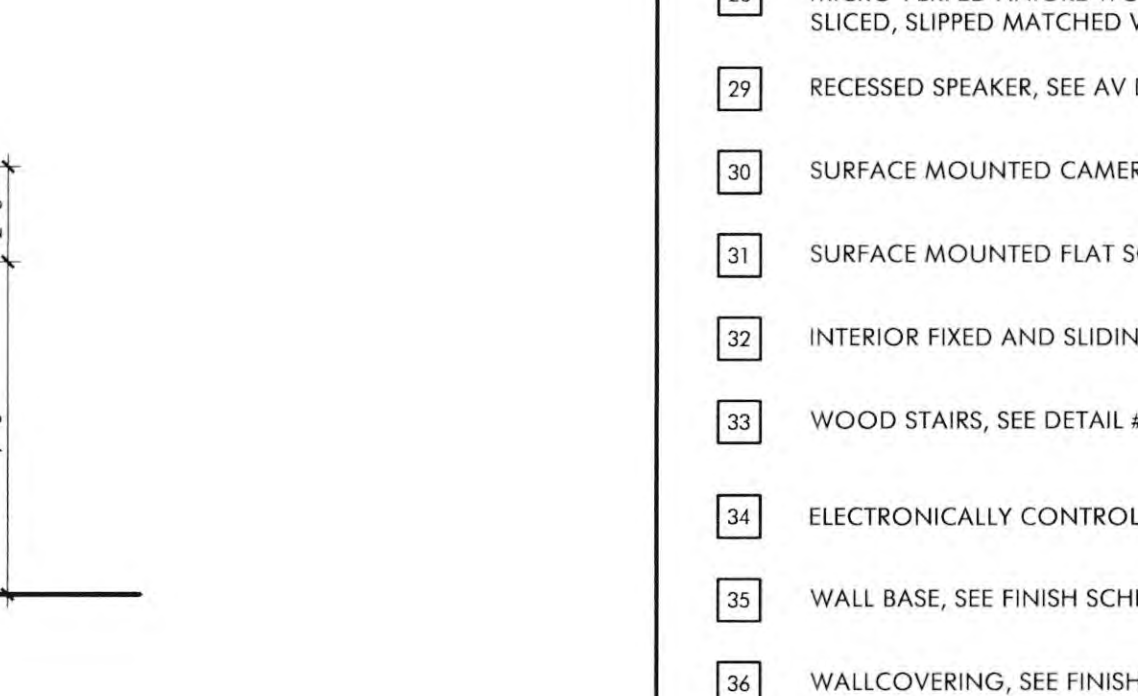 SLICED, SLIPPED MATCHED
29 RECESSED SPEAKER, SEE AV
30 SURFACE MOUNTED CAMER
31 SURFACE MOUNTED FLAT
32 INTERIOR FIXED AND SLIDIN
33 WOOD STAIRS, SEE DETAIL #
34 ELECTRONICALLY CONTROL
35 WALL BASE, SEE FINISH SCH
36 WALLCOVERING, SEE FINISH